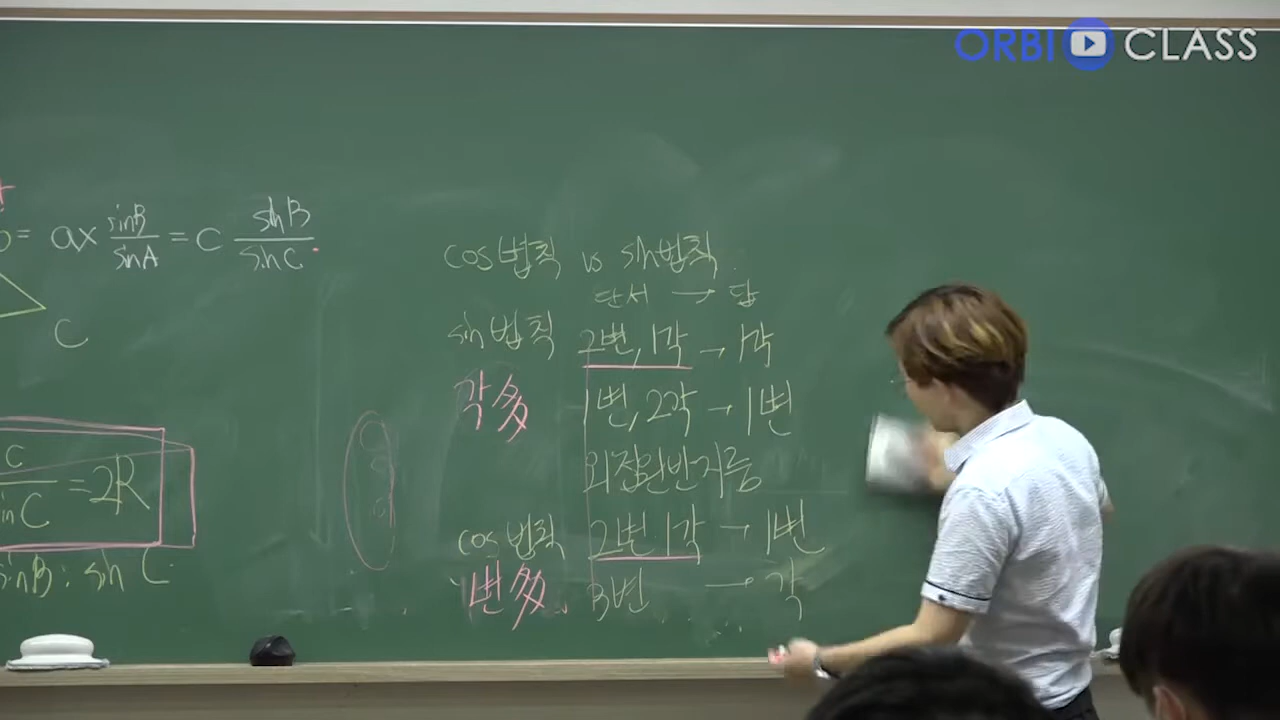 ORBI CLASS
= ax sinB/sinA = c sinB/sinC
C
c/sinC = 2R
sinB : sin C
cos법칙 vs sin법칙
단서 → 답
sin법칙 2변, 1각 → 1각
각多 1변, 2각 → 1변
외접원반지름
cos법칙 2변 1각 → 1변
변多 3변 → 각